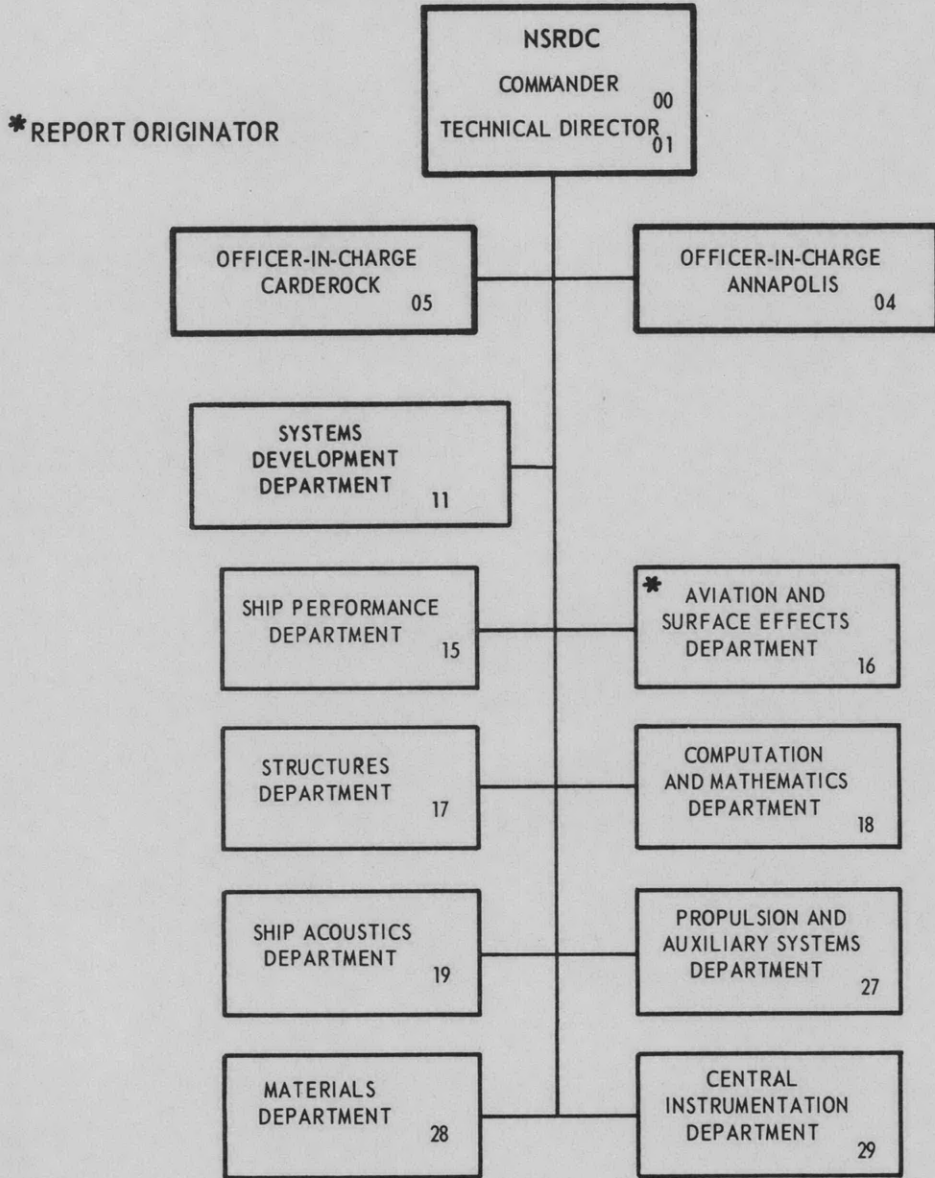 NSRDC
COMMANDER
00
TECHNICAL DIRECTOR
01
* REPORT ORIGINATOR
OFFICER-IN-CHARGE
CARDEROCK
05
OFFICER-IN-CHARGE
ANNAPOLIS
04
SYSTEMS
DEVELOPMENT
DEPARTMENT
11
SHIP PERFORMANCE
DEPARTMENT
15
* AVIATION AND
SURFACE EFFECTS
DEPARTMENT
16
STRUCTURES
DEPARTMENT
17
COMPUTATION
AND MATHEMATICS
DEPARTMENT
18
SHIP ACOUSTICS
DEPARTMENT
19
PROPULSION AND
AUXILIARY SYSTEMS
DEPARTMENT
27
MATERIALS
DEPARTMENT
28
CENTRAL
INSTRUMENTATION
DEPARTMENT
29